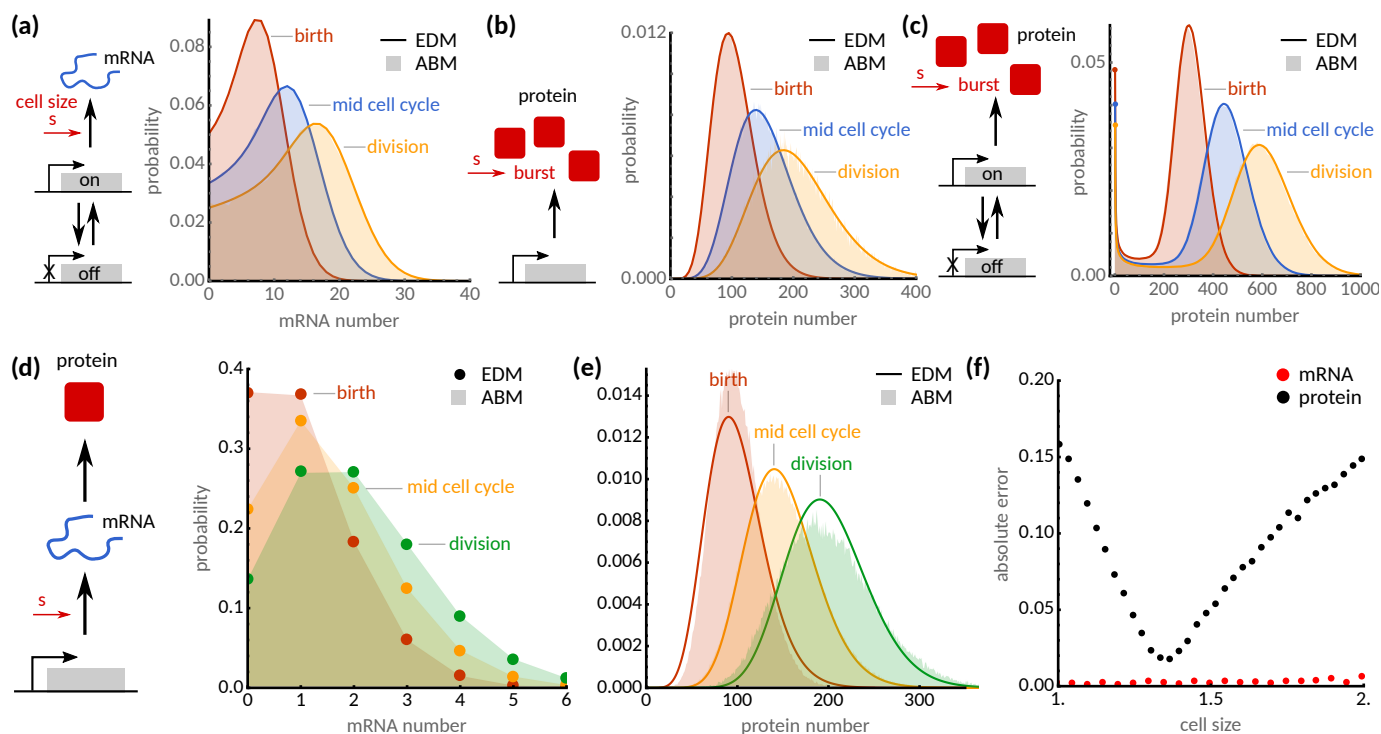 (a)
mRNA
cell size
s
on
X
off
0.08
0.06
0.04
0.02
0.00
probability
birth
mid cell cycle
division
EDM
ABM
0
10
20
30
40
mRNA number
(b)
protein
s
burst
0.012
0.000
probability
birth
mid cell cycle
division
EDM
ABM
0
100
200
300
400
protein number
(c)
protein
s
burst
on
X
off
0.05
0.00
probability
birth
mid cell cycle
division
EDM
ABM
0
200
400
600
800
1000
protein number
(d)
protein
mRNA
s
0.4
0.3
0.2
0.1
0.0
probability
birth
mid cell cycle
division
EDM
ABM
0
1
2
3
4
5
6
mRNA number
(e)
0.014
0.012
0.010
0.008
0.006
0.004
0.002
0.000
birth
mid cell cycle
division
EDM
ABM
0
100
200
300
protein number
(f)
mRNA
protein
0.20
0.15
0.10
0.05
0.00
absolute error
1.
1.5
2.
cell size